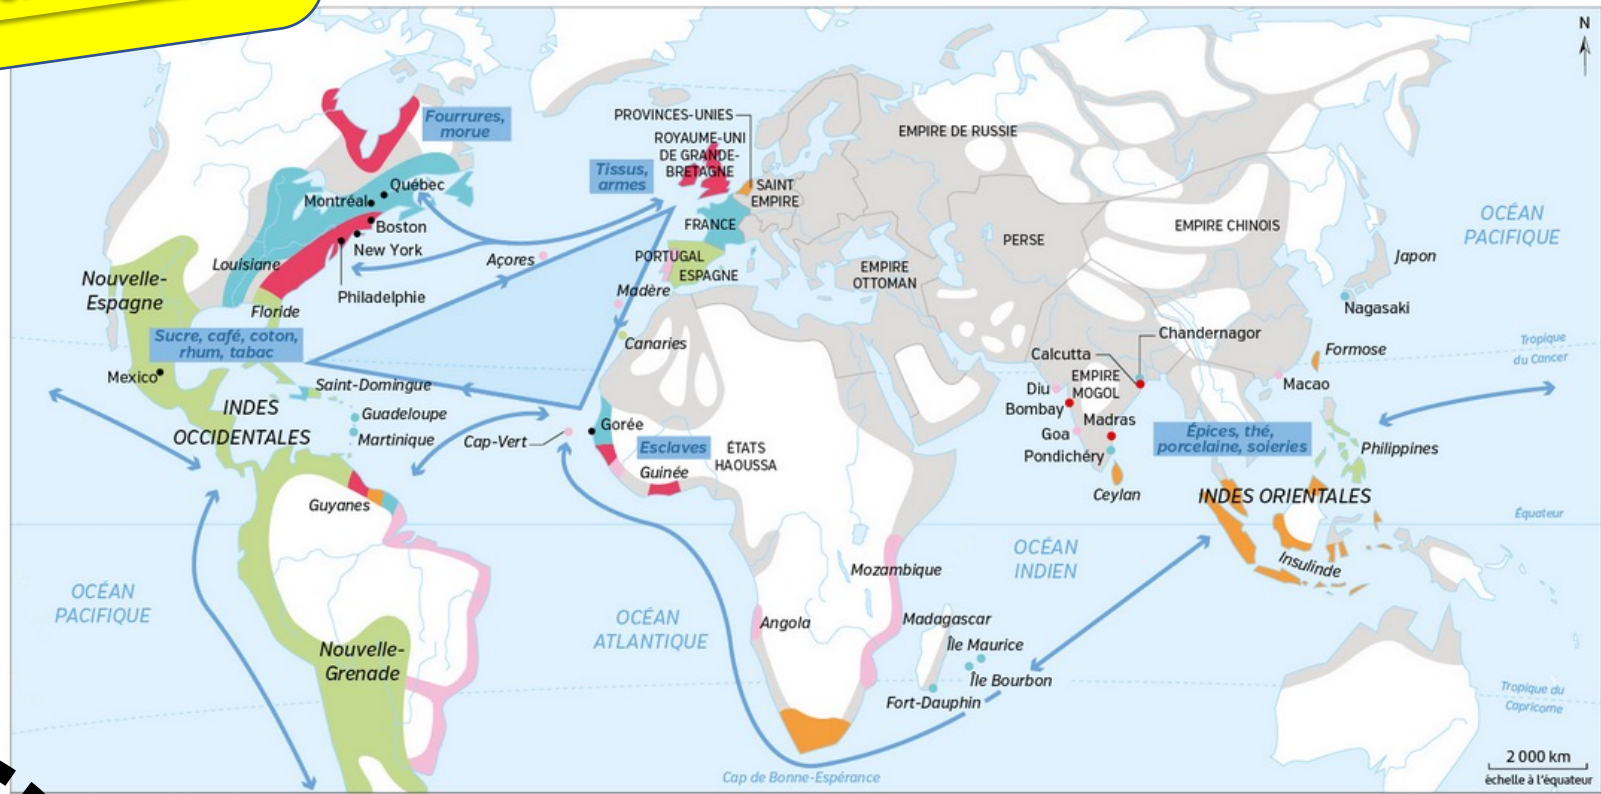 N
Fourrures,
morue
PROVINCES-UNIES
ROYAUME-UNI
DE GRANDE-
BRETAGNE
EMPIRE DE RUSSIE
Tissus,
armes
SAINT
EMPIRE
Québec
Montréal
Boston
New York
FRANCE
EMPIRE CHINOIS
OCÉAN
PACIFIQUE
PERSE
Japon
Louisiane
Açores
PORTUGAL
ESPAGNE
EMPIRE
OTTOMAN
Nouvelle-
Espagne
Philadelphie
Madère
Nagasaki
Floride
Sucre, café, coton,
rhum, tabac
Canaries
Chandernagor
Tropique
du Cancer
Calcutta
Formose
Mexico
Saint-Domingue
EMPIRE
MOGOL
Diu
Macao
Bombay
INDES
OCCIDENTALES
Guadeloupe
Martinique
Cap-Vert
Gorée
Esclaves
Guinée
ÉTATS
HAOUSSA
Madras
Goa
Pondichéry
Épices, thé,
porcelaine, soieries
Philippines
Ceylan
INDES ORIENTALES
Guyanes
Équateur
OCÉAN
INDIEN
Insulinde
Mozambique
OCÉAN
PACIFIQUE
OCÉAN
ATLANTIQUE
Angola
Madagascar
Île Maurice
Île Bourbon
Nouvelle-
Grenade
Fort-Dauphin
Tropique du
Capricorne
Cap de Bonne-Espérance
2 000 km
échelle à l'équateur